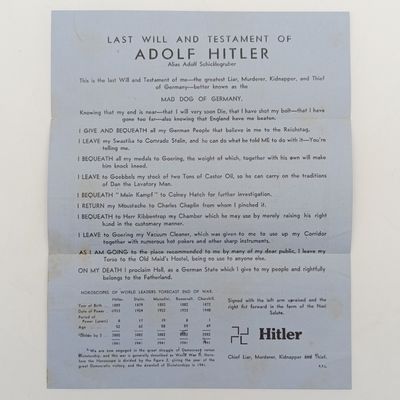 LAST WILL AND TESTAMENT OF
ADOLF HITLER
Alias Adolf Schicklegruber
This is the last Will and Testament of me—the greatest Liar, Murderer, Kidnapper, and Thief
of Germany—better known as the
MAD DOG OF GERMANY.
Knowing that my end is near—that I will very soon Die, that I have shot my bolt—that I have
gone too far—also knowing that England have me beaten.
I GIVE AND BEQUEATH all my German People that believe in me to the Reichstag.
I LEAVE my Swastika to Comrade Stalin, and he can do what he told ME to do with it—You're
telling me.
I BEQUEATH all my medals to Goering, the weight of which, together with his own will make
him knock kneed.
I LEAVE to Goebbels my stock of two Tons of Castor Oil, so he can carry on the traditions
of Dan the Lavatory Man.
I BEQUEATH "Mein Kampf" to Colney Hatch for further investigation.
I RETURN my Moustache to Charles Chaplin from whom I pinched it.
I BEQUEATH to Herr Ribbentrop my Chamber which he may use by merely raising his right
hand in the customary manner.
I LEAVE to Goering my Vacuum Cleaner, which was given to me to use up my Corridor
together with numerous hot pokers and other sharp instruments.
AS I AM GOING to the place recommended to me by many of my dear public, I leave my
Torso to the Old Maid's Hostel, being no use to anyone else.
ON MY DEATH I proclaim Hell, as a German State which I give to my people and rightfully
belongs to the Fatherland.
HOROSCOPES OF WORLD LEADERS FORECAST END OF WAR.
Signed with the left arm upraised and the
right fist forward in the form of the Nazi
Salute.
Hitler
Chief Liar, Murderer, Kidnapper and Thief.